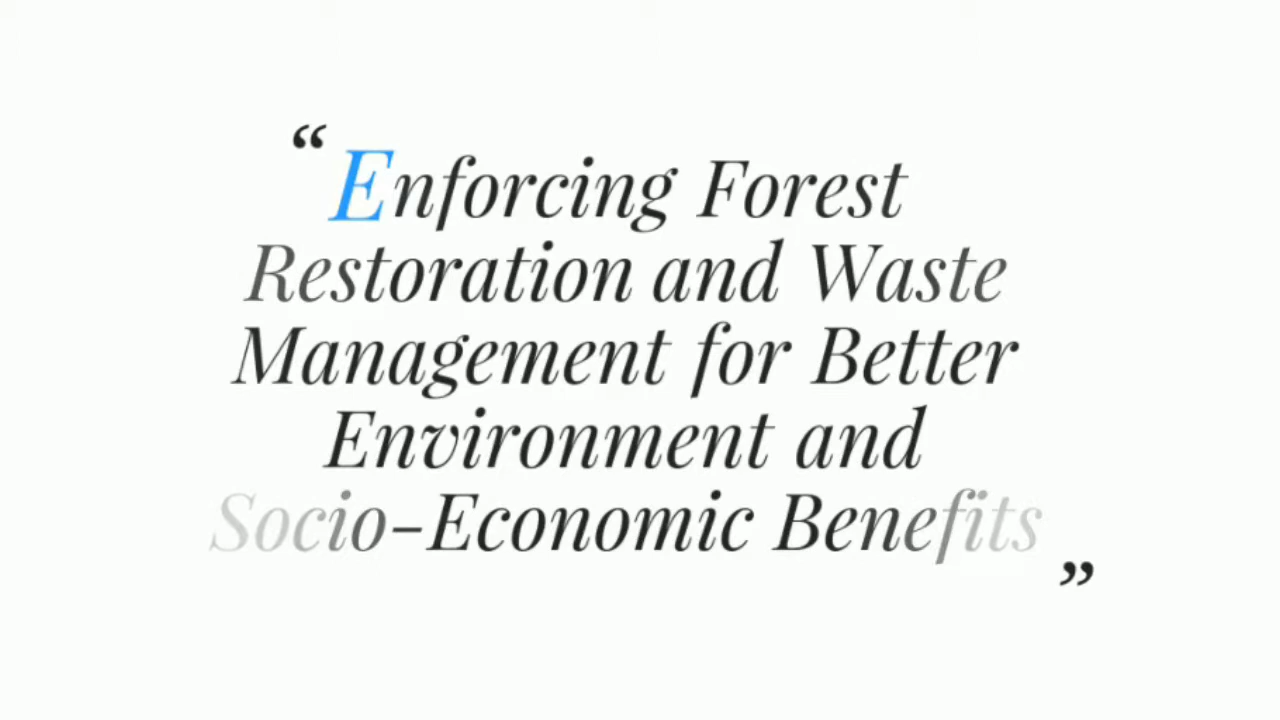 “Enforcing Forest
Restoration and Waste
Management for Better
Environment and
Socio-Economic Benefits”